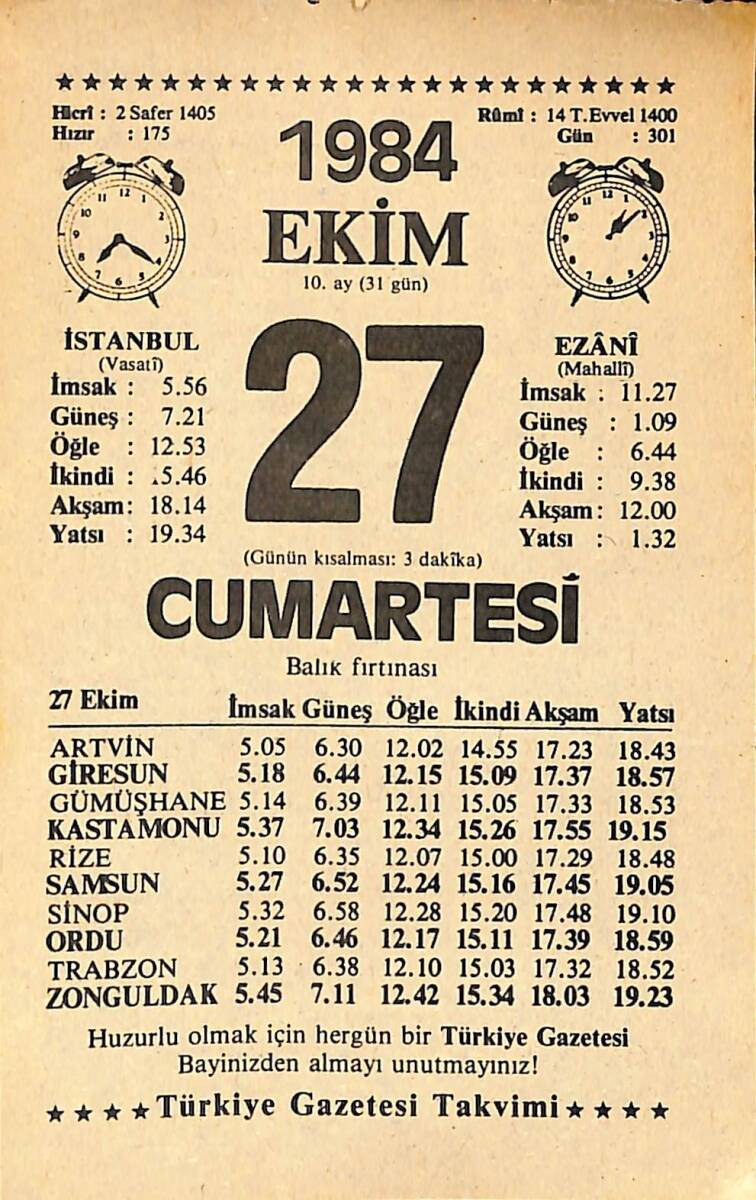 ★★★★★★★★★★★★★★★★★★★★★★★★
Hicrî : 2 Safer 1405
Hızır : 175
1984
Rûmî : 14 T.Evvel 1400
Gün : 301
EKİM
10. ay (31 gün)
27
İSTANBUL
(Vasatî)
İmsak : 5.56
Güneş : 7.21
Öğle : 12.53
İkindi : .5.46
Akşam: 18.14
Yatsı : 19.34
EZÂNÎ
(Mahallî)
İmsak : 11.27
Güneş : 1.09
Öğle : 6.44
İkindi : 9.38
Akşam: 12.00
Yatsı : 1.32
(Günün kısalması: 3 dakîka)
CUMARTESİ
Balık fırtınası
27 Ekim İmsak Güneş Öğle İkindi Akşam Yatsı
ARTVİN 5.05 6.30 12.02 14.55 17.23 18.43
GİRESUN 5.18 6.44 12.15 15.09 17.37 18.57
GÜMÜŞHANE 5.14 6.39 12.11 15.05 17.33 18.53
KASTAMONU 5.37 7.03 12.34 15.26 17.55 19.15
RİZE 5.10 6.35 12.07 15.00 17.29 18.48
SAMSUN 5.27 6.52 12.24 15.16 17.45 19.05
SİNOP 5.32 6.58 12.28 15.20 17.48 19.10
ORDU 5.21 6.46 12.17 15.11 17.39 18.59
TRABZON 5.13 6.38 12.10 15.03 17.32 18.52
ZONGULDAK 5.45 7.11 12.42 15.34 18.03 19.23
Huzurlu olmak için hergün bir Türkiye Gazetesi
Bayinizden almayı unutmayınız!
★★★★Türkiye Gazetesi Takvimi★★★★